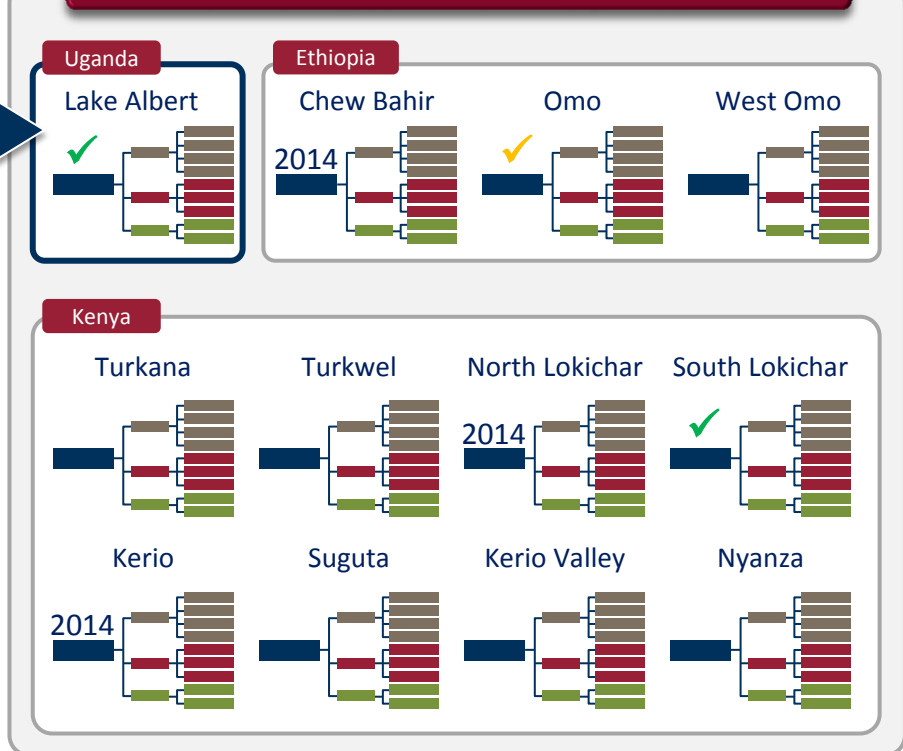 Uganda
Ethiopia
Lake Albert
Chew Bahir
Omo
West Omo
2014
Kenya
Turkana
Turkwel
North Lokichar
South Lokichar
2014
Kerio
Suguta
Kerio Valley
Nyanza
2014